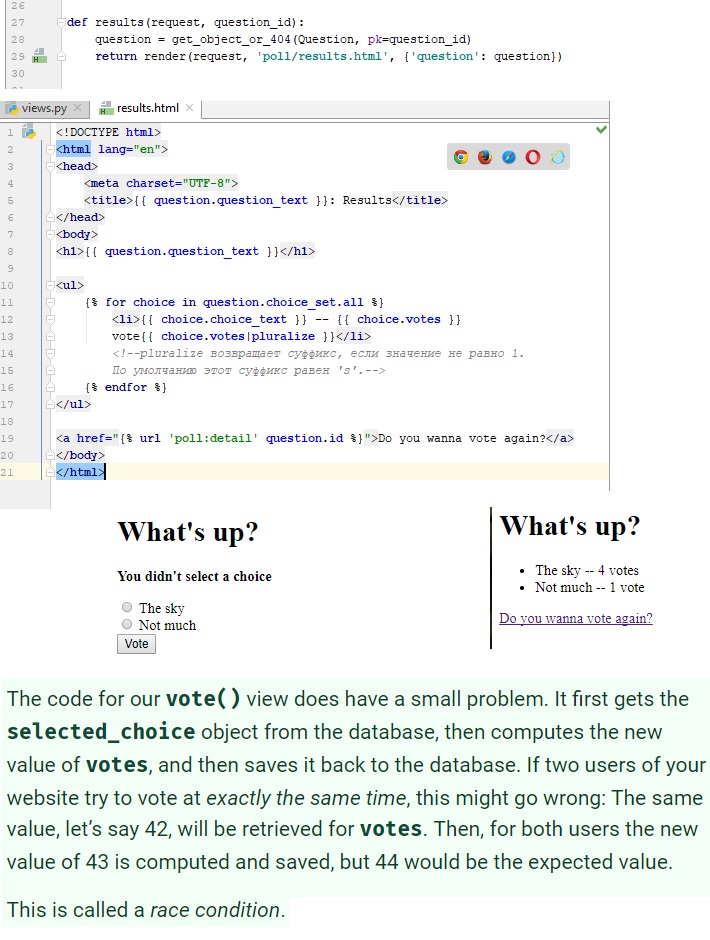 26
27 def results(request, question_id):
28 question = get_object_or_404(Question, pk=question_id)
29 return render(request, 'poll/results.html', {'question': question})
30
views.py × results.html ×
1 <!DOCTYPE html>
2 <html lang="en">
3 <head>
4 <meta charset="UTF-8">
5 <title>{{ question.question_text }}: Results</title>
6 </head>
7 <body>
8 <h1>{{ question.question_text }}</h1>
9
10 <ul>
11 {% for choice in question.choice_set.all %}
12 <li>{{ choice.choice_text }} -- {{ choice.votes }}
13 vote{{ choice.votes|pluralize }}</li>
14 <!--pluralize возвращает суффикс, если значение не равно 1.
15 По умолчанию этот суффикс равен 's'.-->
16 {% endfor %}
17 </ul>
18
19 <a href="{% url 'poll:detail' question.id %}">Do you wanna vote again?</a>
20 </body>
21 </html>
What's up?
You didn't select a choice
The sky
Not much
Vote
What's up?
• The sky -- 4 votes
• Not much -- 1 vote
Do you wanna vote again?
The code for our vote() view does have a small problem. It first gets the
selected_choice object from the database, then computes the new
value of votes, and then saves it back to the database. If two users of your
website try to vote at exactly the same time, this might go wrong: The same
value, let's say 42, will be retrieved for votes. Then, for both users the new
value of 43 is computed and saved, but 44 would be the expected value.
This is called a race condition.